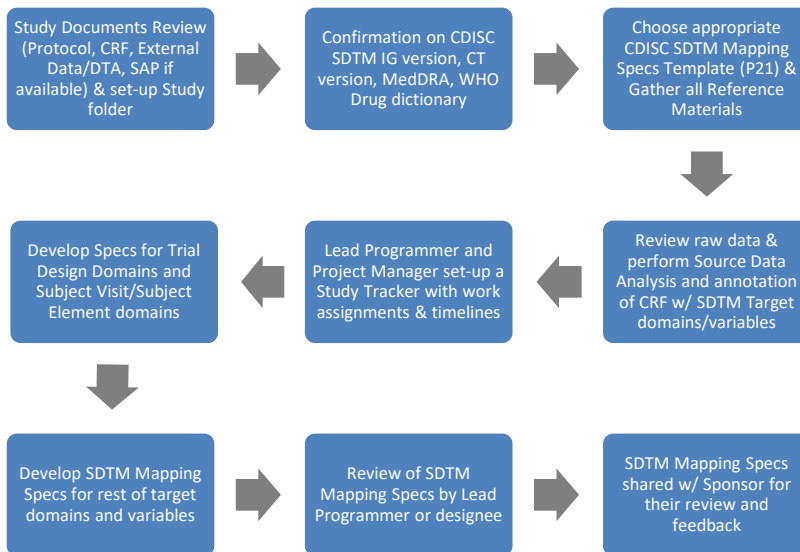 Study Documents Review
(Protocol, CRF, External
Data/DTA, SAP if
available) & set-up Study
folder
Confirmation on CDISC
SDTM IG version, CT
version, MedDRA, WHO
Drug dictionary
Choose appropriate
CDISC SDTM Mapping
Specs Template (P21) &
Gather all Reference
Materials
Review raw data &
perform Source Data
Analysis and annotation
of CRF w/ SDTM Target
domains/variables
Lead Programmer and
Project Manager set-up a
Study Tracker with work
assignments & timelines
Develop Specs for Trial
Design Domains and
Subject Visit/Subject
Element domains
Develop SDTM Mapping
Specs for rest of target
domains and variables
Review of SDTM
Mapping Specs by Lead
Programmer or designee
SDTM Mapping Specs
shared w/ Sponsor for
their review and
feedback